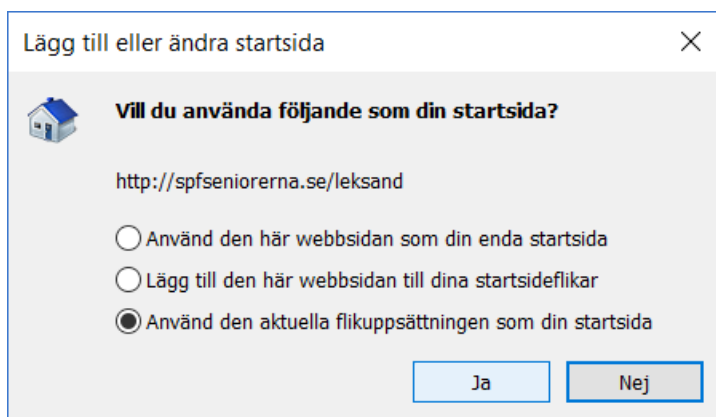 Lägg till eller ändra startsida
Vill du använda följande som din startsida?
http://spfseniorerna.se/leksand
Använd den här webbsidan som din enda startsida
Lägg till den här webbsidan till dina startsideflikar
Använd den aktuella flikuppsättningen som din startsida
Ja Nej